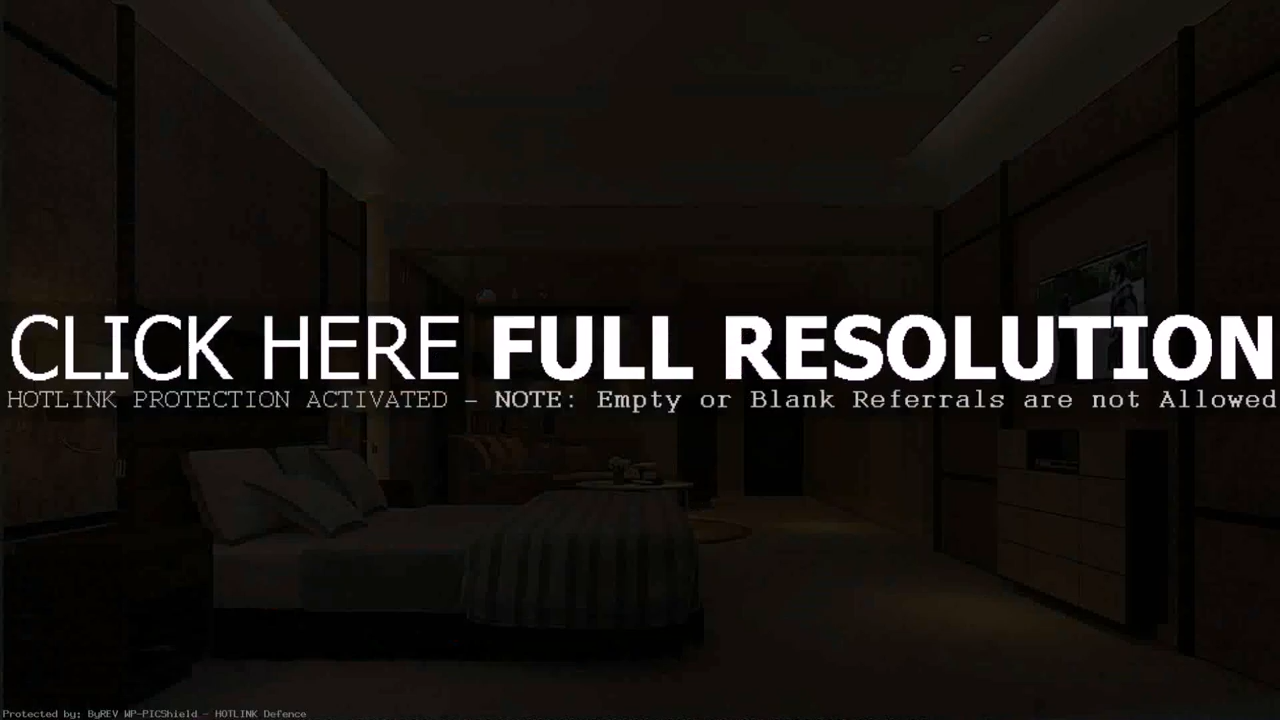 CLICK HERE FULL RESOLUTION
HOTLINK PROTECTION ACTIVATED – NOTE: Empty or Blank Referrals are not Allowed
Protected by: ByREV WP-PICShield - HOTLINK Defence